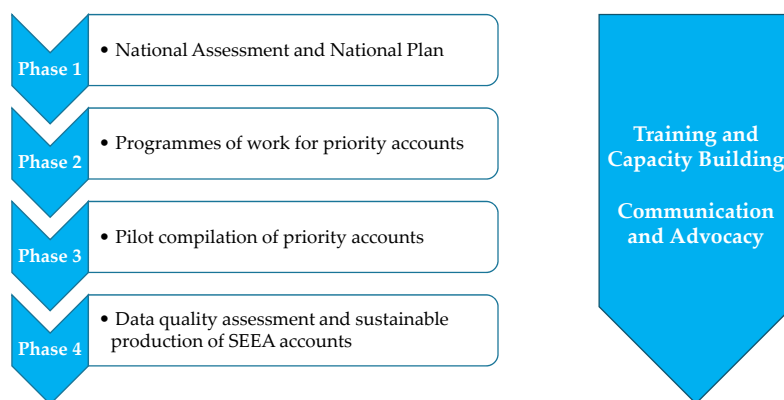 Phase 1
• National Assessment and National Plan
Phase 2
• Programmes of work for priority accounts
Phase 3
• Pilot compilation of priority accounts
Phase 4
• Data quality assessment and sustainable
production of SEEA accounts
Training and
Capacity Building
Communication
and Advocacy